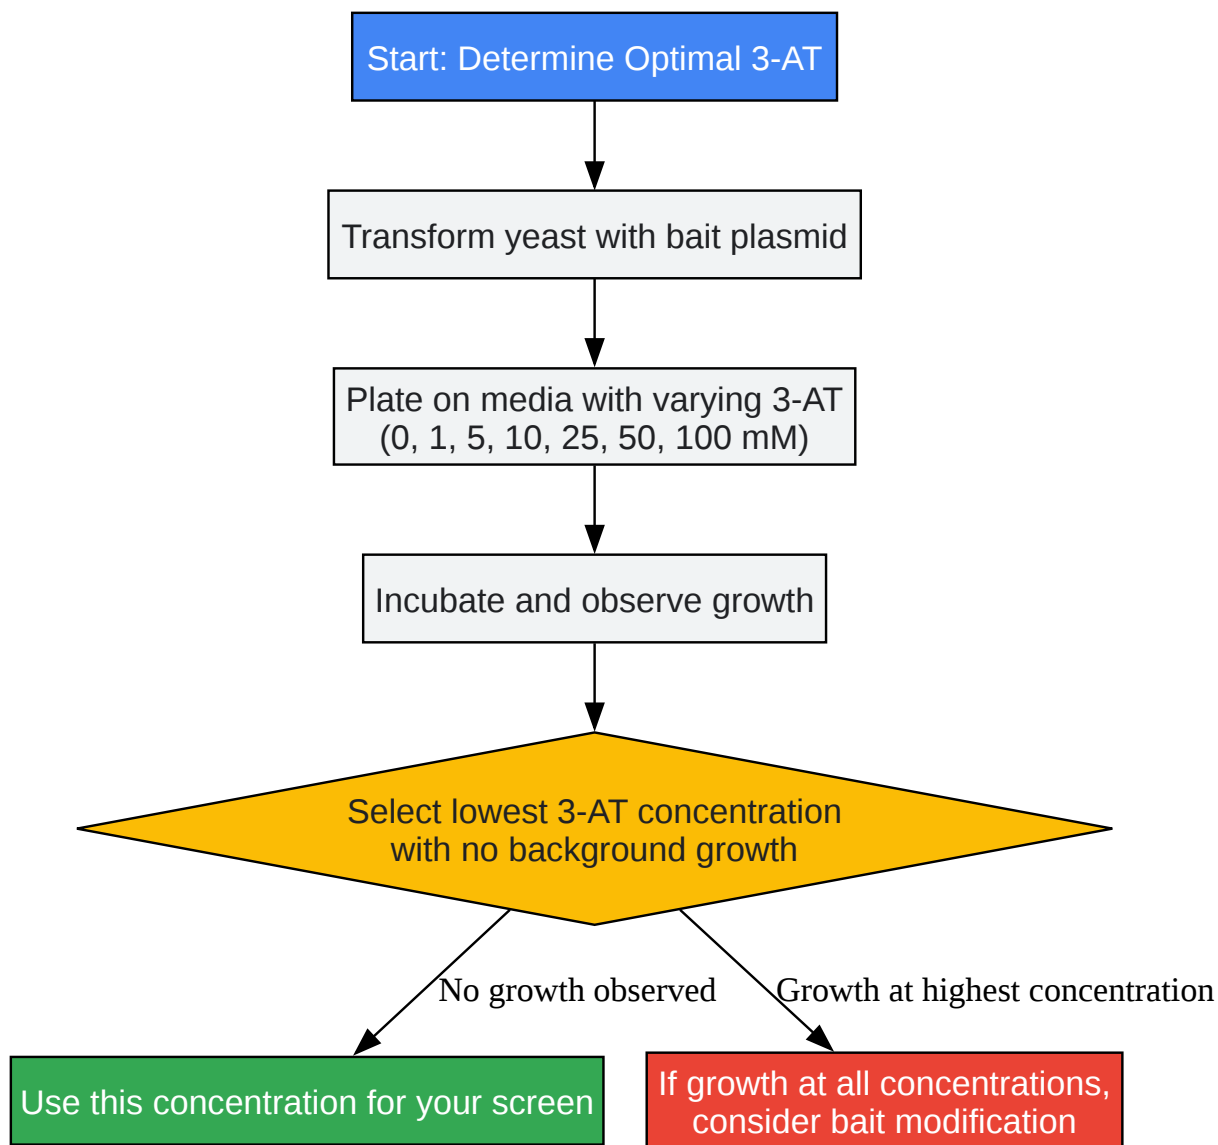 Start: Determine Optimal 3-AT
Transform yeast with bait plasmid
Plate on media with varying 3-AT
(0, 1, 5, 10, 25, 50, 100 mM)
Incubate and observe growth
Select lowest 3-AT concentration
with no background growth
No growth observed
Growth at highest concentration
Use this concentration for your screen
If growth at all concentrations,
consider bait modification